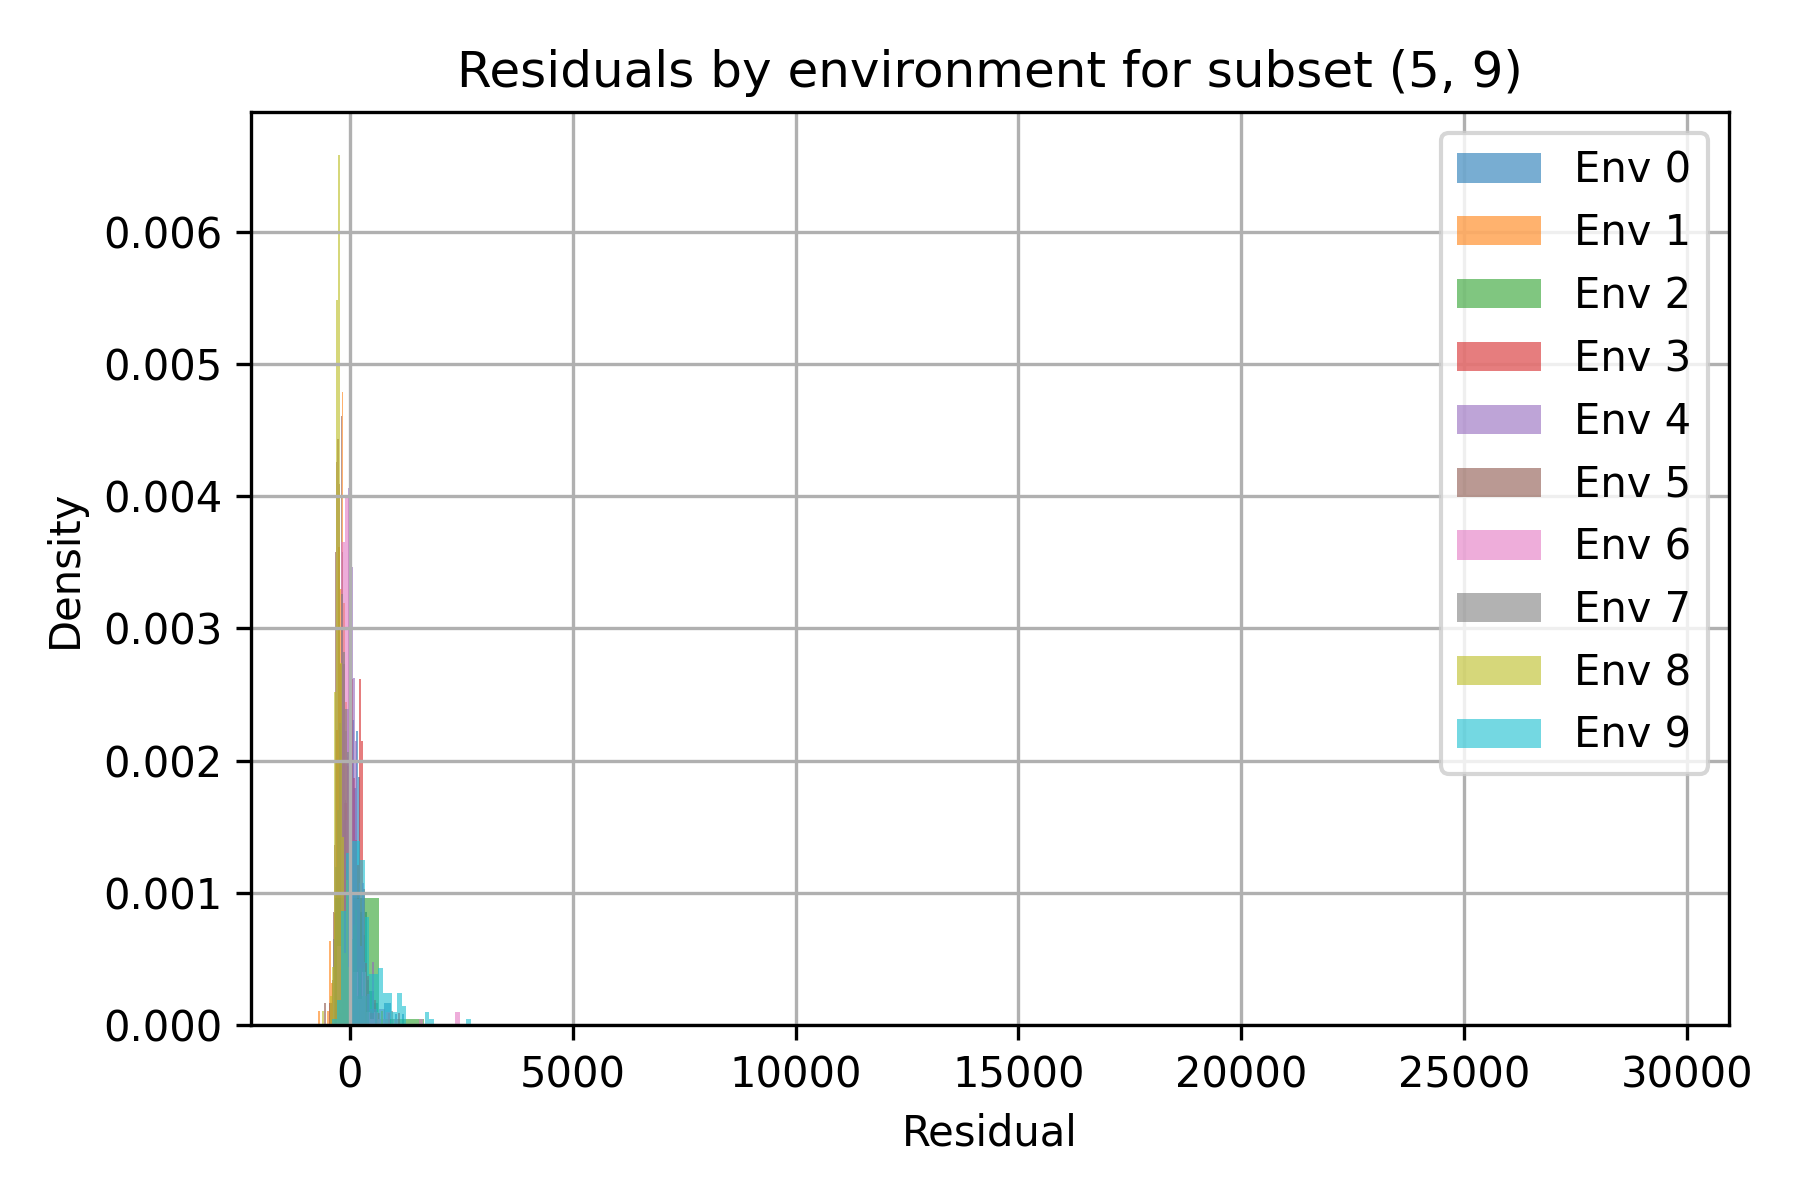 Residuals by environment for subset (5, 9)
Density
0.006
0.005
0.004
0.003
0.002
0.001
0.000
0 5000 10000 15000 20000 25000 30000
Residual
Env 0
Env 1
Env 2
Env 3
Env 4
Env 5
Env 6
Env 7
Env 8
Env 9